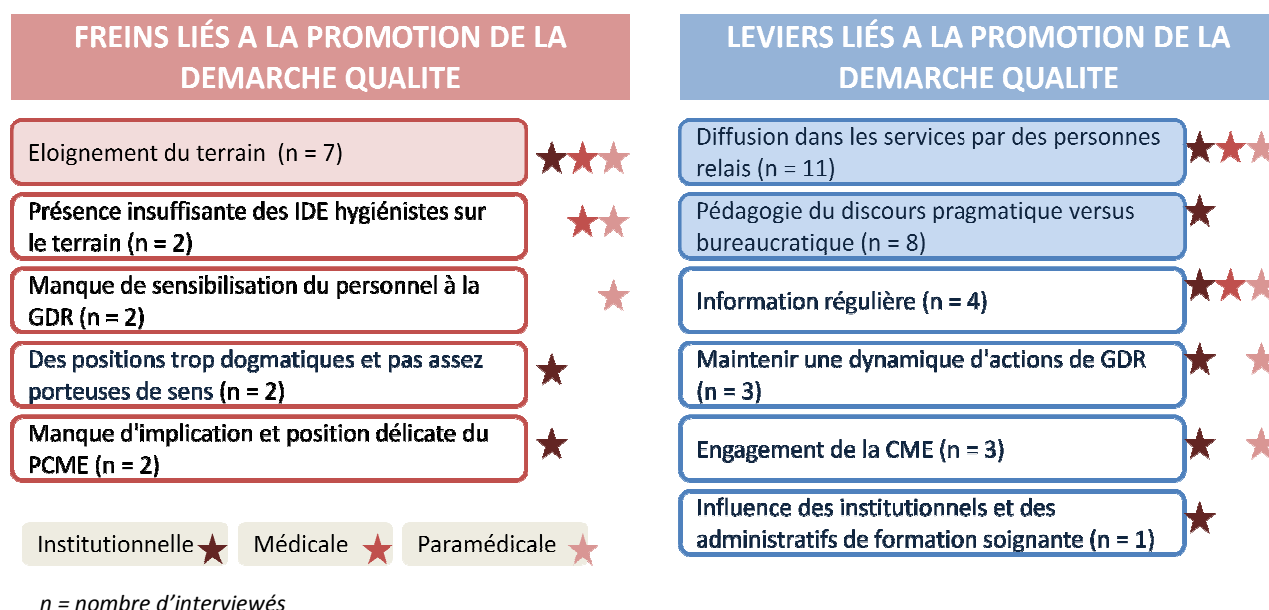 FREINS LIÉS A LA PROMOTION DE LA
DEMARCHE QUALITE
Eloignement du terrain (n = 7)
Présence insuffisante des IDE hygiénistes sur
le terrain (n = 2)
Manque de sensibilisation du personnel à la
GDR (n = 2)
Des positions trop dogmatiques et pas assez
porteuses de sens (n = 2)
Manque d'implication et position délicate du
PCME (n = 2)
Institutionnelle
Médicale
Paramédicale
n = nombre d'interviewés
LEVIERS LIÉS A LA PROMOTION DE LA
DEMARCHE QUALITE
Diffusion dans les services par des personnes
relais (n = 11)
Pédagogie du discours pragmatique versus
bureaucratique (n = 8)
Information régulière (n = 4)
Maintenir une dynamique d'actions de GDR
(n = 3)
Engagement de la CME (n = 3)
Influence des institutionnels et des
administratifs de formation soignante (n = 1)